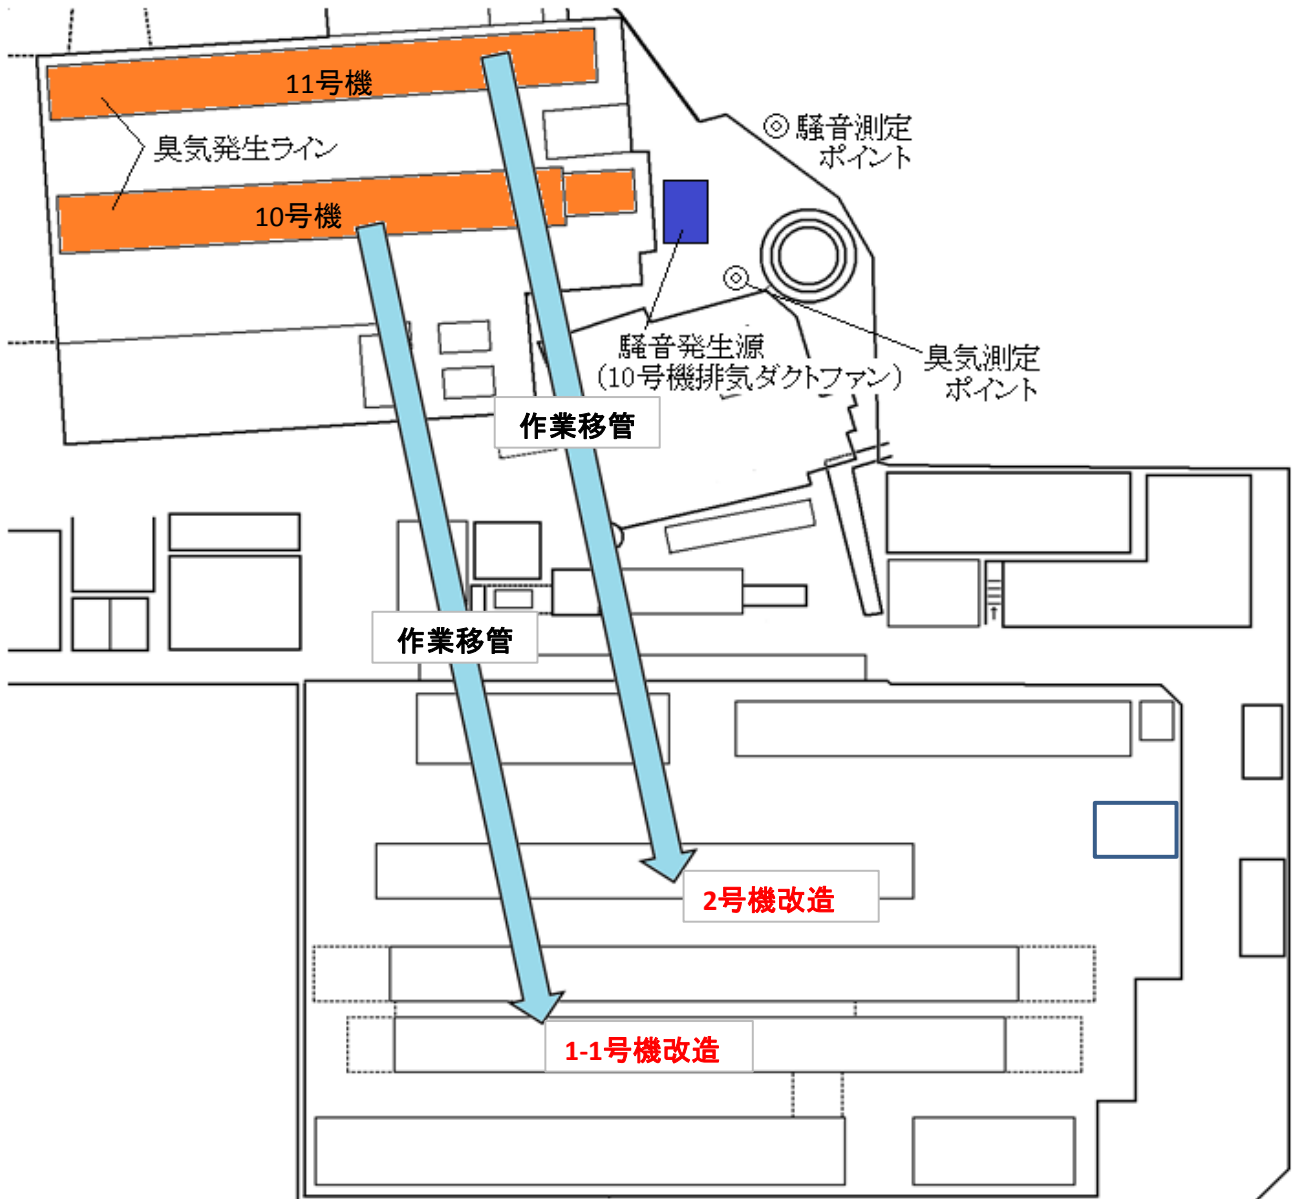 11号機
臭気発生ライン
10号機
騒音測定
ポイント
騒音発生源
(10号機排気ダクトファン)
臭気測定
ポイント
作業移管
作業移管
2号機改造
1-1号機改造